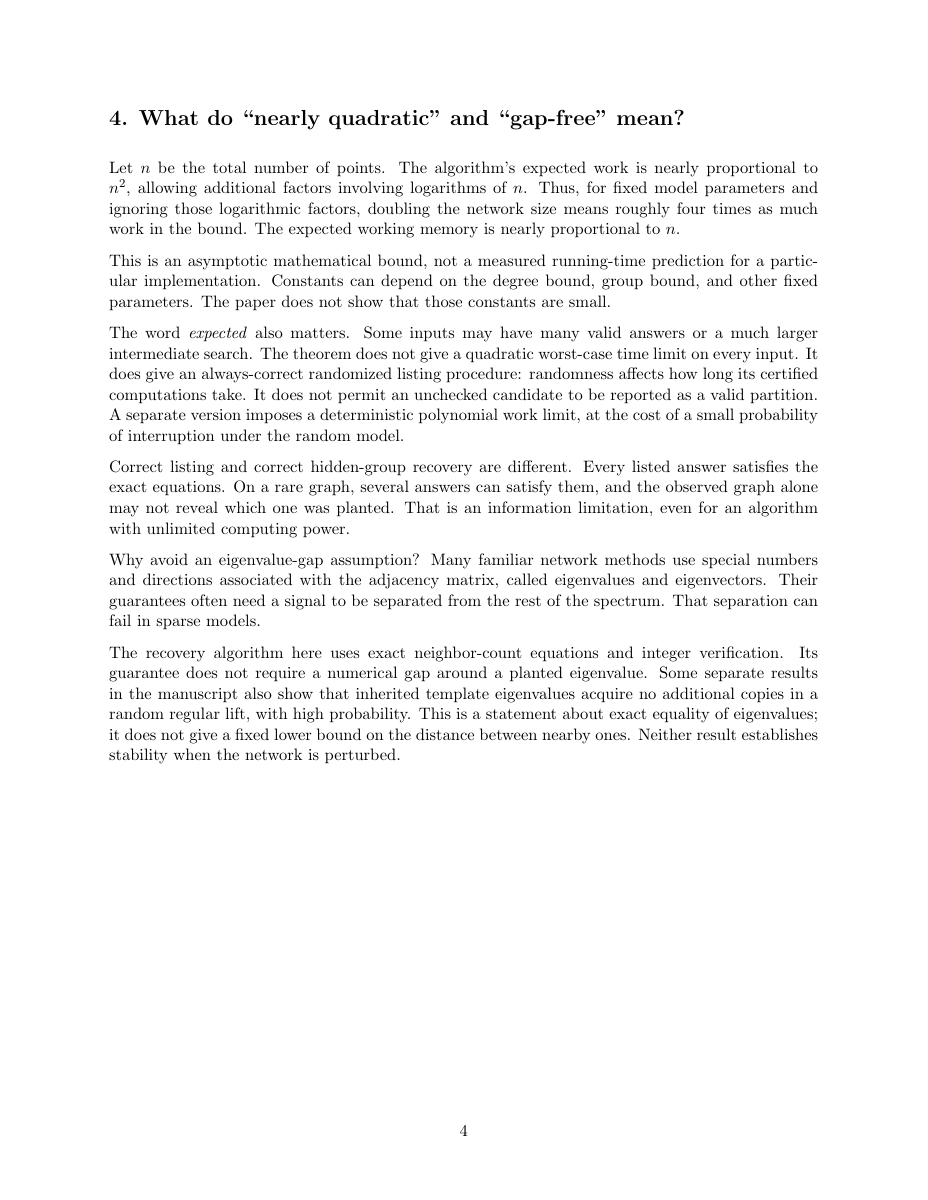 4. What do “nearly quadratic” and “gap-free” mean?
Let n be the total number of points. The algorithm’s expected work is nearly proportional to
n², allowing additional factors involving logarithms of n. Thus, for fixed model parameters and
ignoring those logarithmic factors, doubling the network size means roughly four times as much
work in the bound. The expected working memory is nearly proportional to n.
This is an asymptotic mathematical bound, not a measured running-time prediction for a partic-
ular implementation. Constants can depend on the degree bound, group bound, and other fixed
parameters. The paper does not show that those constants are small.
The word expected also matters. Some inputs may have many valid answers or a much larger
intermediate search. The theorem does not give a quadratic worst-case time limit on every input. It
does give an always-correct randomized listing procedure: randomness affects how long its certified
computations take. It does not permit an unchecked candidate to be reported as a valid partition.
A separate version imposes a deterministic polynomial work limit, at the cost of a small probability
of interruption under the random model.
Correct listing and correct hidden-group recovery are different. Every listed answer satisfies the
exact equations. On a rare graph, several answers can satisfy them, and the observed graph alone
may not reveal which one was planted. That is an information limitation, even for an algorithm
with unlimited computing power.
Why avoid an eigenvalue-gap assumption? Many familiar network methods use special numbers
and directions associated with the adjacency matrix, called eigenvalues and eigenvectors. Their
guarantees often need a signal to be separated from the rest of the spectrum. That separation can
fail in sparse models.
The recovery algorithm here uses exact neighbor-count equations and integer verification. Its
guarantee does not require a numerical gap around a planted eigenvalue. Some separate results
in the manuscript also show that inherited template eigenvalues acquire no additional copies in a
random regular lift, with high probability. This is a statement about exact equality of eigenvalues;
it does not give a fixed lower bound on the distance between nearby ones. Neither result establishes
stability when the network is perturbed.
4